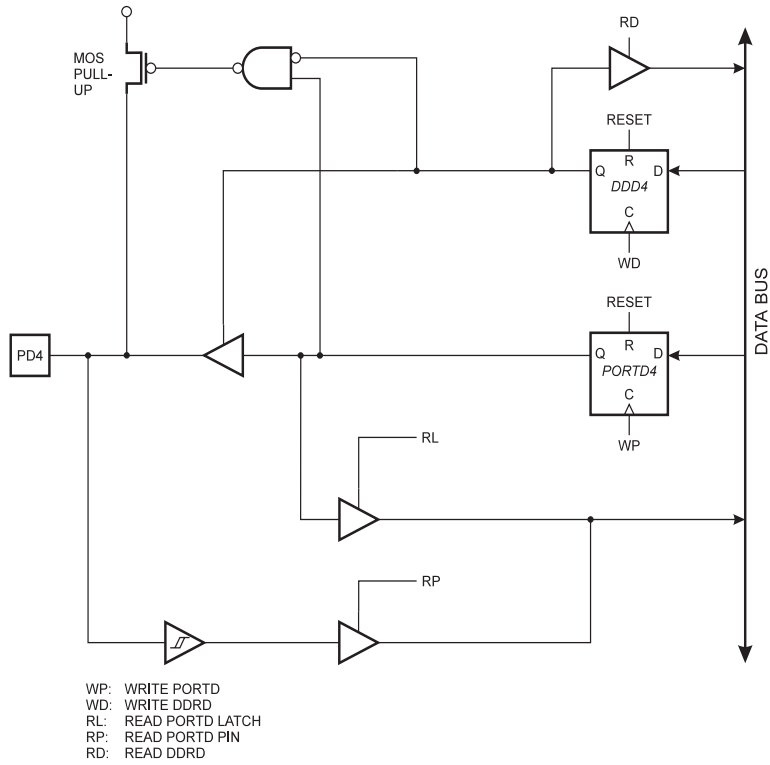 RD
MOS
PULL-
UP
RESET
R
Q
D
DDD4
C
WD
RESET
R
Q
D
PD4
PORTD4
C
WP
DATA BUS
RL
RP
WP: WRITE PORTD
WD: WRITE DDRD
RL: READ PORTD LATCH
RP: READ PORTD PIN
RD: READ DDRD